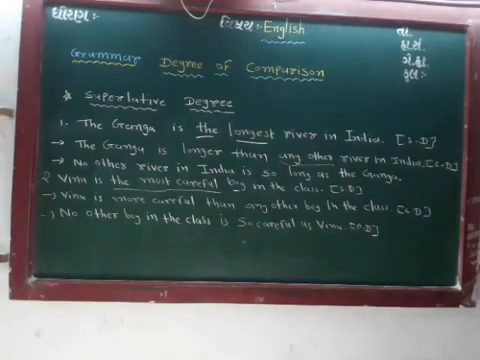 ધોરણ:-
વિષય:- English
તા.
હા.સં.
ગે.હા.
કુલ:-
Grammar Degree of Comparison
* Superlative Degree
1. The Ganga is the longest river in India. [S.D]
→ The Ganga is longer than any other river in India. [C.D]
→ No other river in India is so long as the Ganga.
2 Vinu is the most careful boy in the class. [S.D]
→ Vinu is more careful than any other boy in the class. [C.D]
→ No other boy in the class is so careful as Vinu. [P.D]